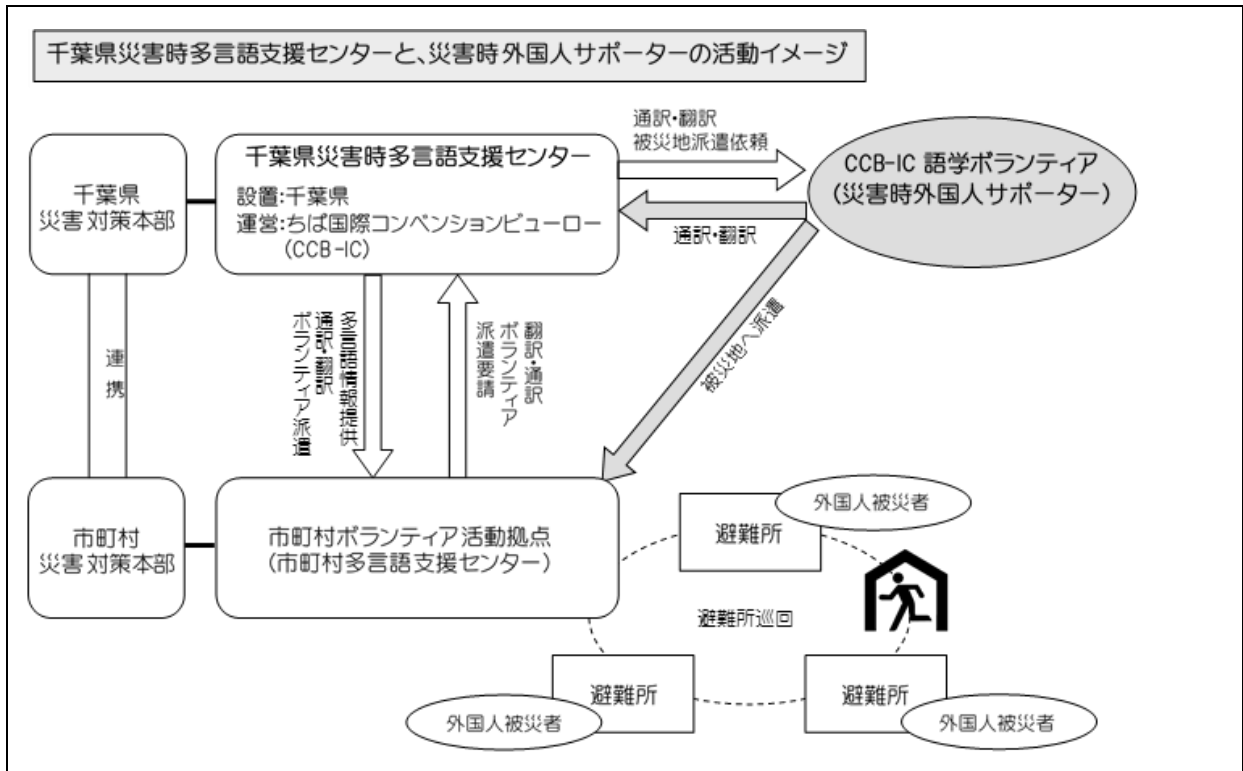 千葉県災害時多言語支援センターと、災害時外国人サポーターの活動イメージ
千葉県
災害対策本部
千葉県災害時多言語支援センター
設置:千葉県
運営:ちば国際コンベンションビューロー
(CCB-IC)
通訳・翻訳
被災地派遣依頼
CCB-IC 語学ボランティア
(災害時外国人サポーター)
通訳・翻訳
被災地へ派遣
連携
多言語情報提供
通訳・翻訳
ボランティア派遣
翻訳・通訳
ボランティア
派遣要請
市町村
災害対策本部
市町村ボランティア活動拠点
(市町村多言語支援センター)
外国人被災者
避難所
避難所巡回
避難所
外国人被災者
避難所
外国人被災者